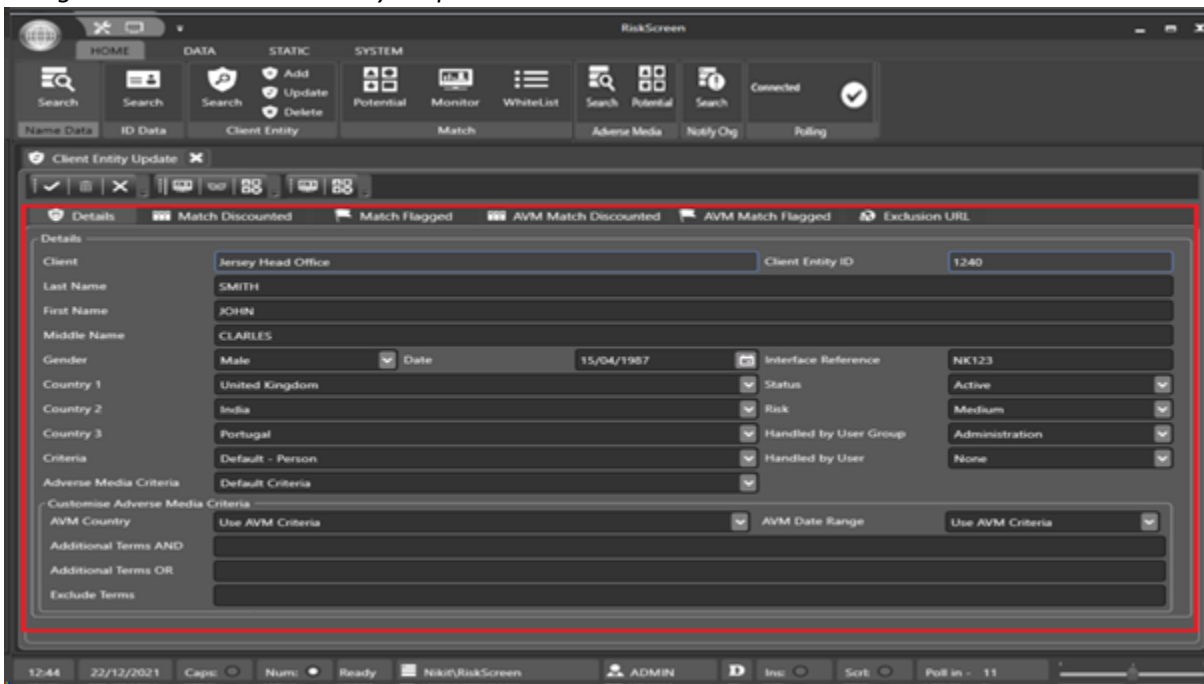 RiskScreen
HOME DATA STATIC SYSTEM
Search Search Search Add Update Delete Potential Monitor WhiteList Search Potential Search Connected
Name Data ID Data Client Entity Match Adverse Media Notify Chg Polling
Client Entity Update
Details Match Discounted Match Flagged AVM Match Discounted AVM Match Flagged Exclusion URL
Details
Client Jersey Head Office Client Entity ID 1240
Last Name SMITH
First Name JOHN
Middle Name CLARLES
Gender Male Date 15/04/1987 Interface Reference NK123
Country 1 United Kingdom Status Active
Country 2 India Risk Medium
Country 3 Portugal Handled by User Group Administration
Criteria Default - Person Handled by User None
Adverse Media Criteria Default Criteria
Customise Adverse Media Criteria
AVM Country Use AVM Criteria AVM Date Range Use AVM Criteria
Additional Terms AND
Additional Terms OR
Exclude Terms
12:44 22/12/2021 Caps: Num: Ready Nikit\RiskScreen ADMIN D Ins: Scrl: Poll in - 11